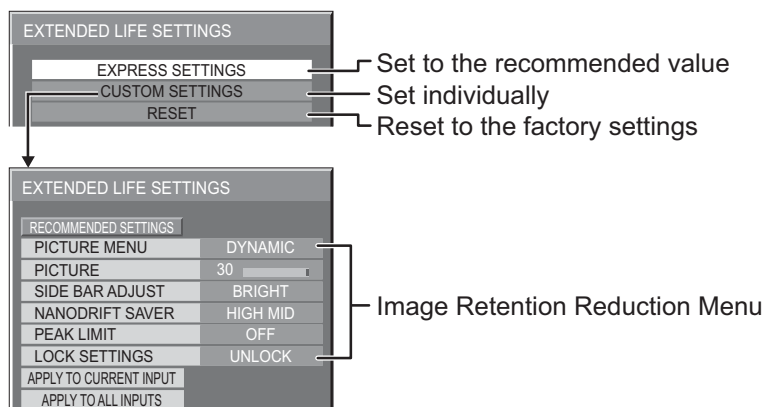 EXTENDED LIFE SETTINGS
EXPRESS SETTINGS
CUSTOM SETTINGS
RESET
Set to the recommended value
Set individually
Reset to the factory settings
EXTENDED LIFE SETTINGS
RECOMMENDED SETTINGS
PICTURE MENU DYNAMIC
PICTURE 30
SIDE BAR ADJUST BRIGHT
NANODRIFT SAVER HIGH MID
PEAK LIMIT OFF
LOCK SETTINGS UNLOCK
APPLY TO CURRENT INPUT
APPLY TO ALL INPUTS
Image Retention Reduction Menu